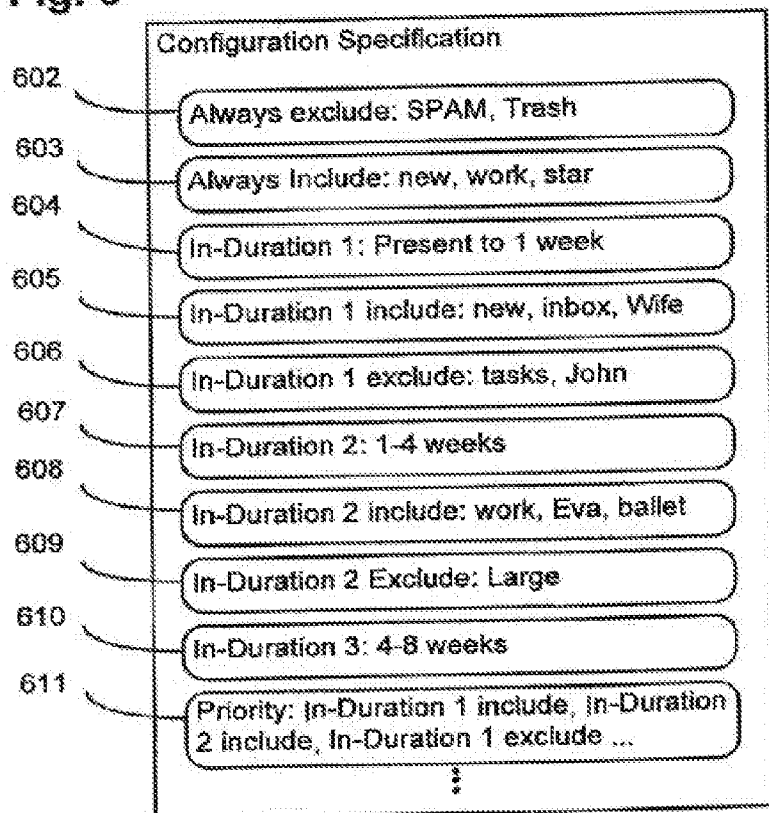 Configuration Specification
602
Always exclude: SPAM, Trash
603
Always Include: new, work, star
604
In-Duration 1: Present to 1 week
605
In-Duration 1 include: new, inbox, Wife
606
In-Duration 1 exclude: tasks, John
607
In-Duration 2: 1-4 weeks
608
In-Duration 2 include: work, Eva, ballet
609
In-Duration 2 Exclude: Large
610
In-Duration 3: 4-8 weeks
611
Priority: In-Duration 1 include, In-Duration
2 include, In-Duration 1 exclude ...